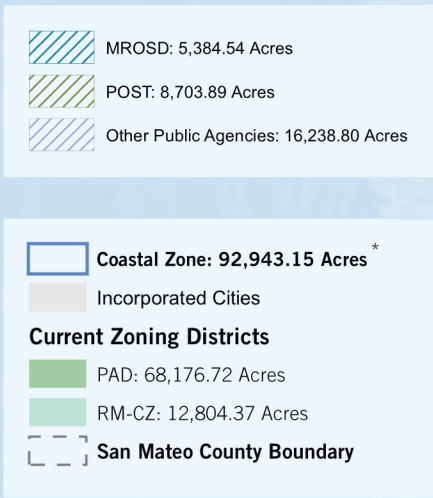 MROSD: 5,384.54 Acres
POST: 8,703.89 Acres
Other Public Agencies: 16,238.80 Acres
Coastal Zone: 92,943.15 Acres*
Incorporated Cities
Current Zoning Districts
PAD: 68,176.72 Acres
RM-CZ: 12,804.37 Acres
San Mateo County Boundary